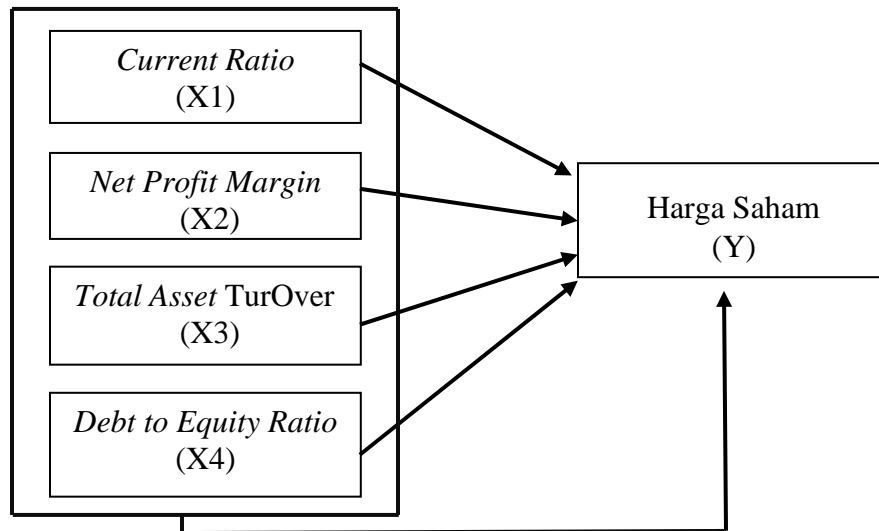 Current Ratio
(X1)
Net Profit Margin
(X2)
Total Asset TurOver
(X3)
Debt to Equity Ratio
(X4)
Harga Saham
(Y)